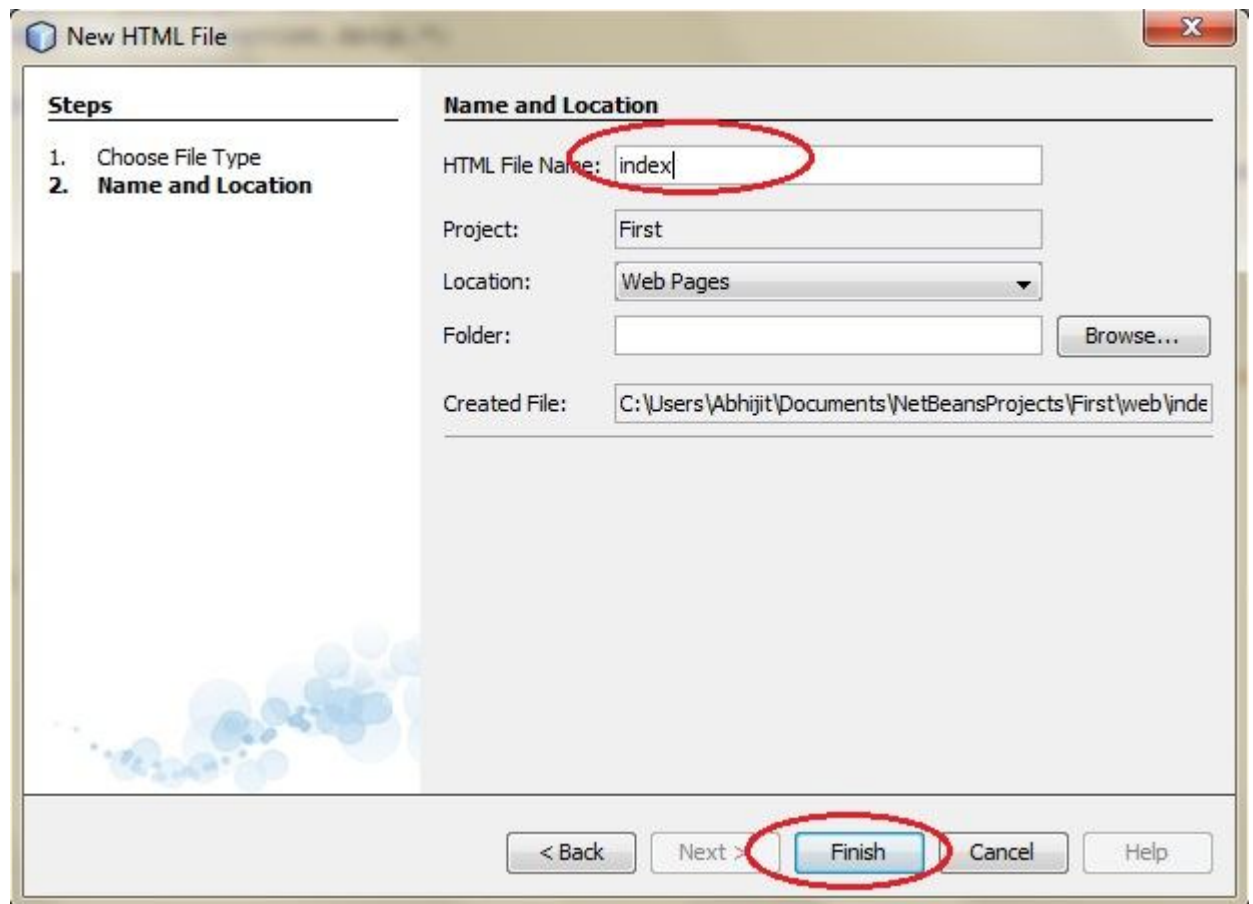 New HTML File
Steps
1. Choose File Type
2. Name and Location
Name and Location
HTML File Name: index
Project: First
Location: Web Pages
Folder: Browse...
Created File: C:\Users\Abhijit\Documents\NetBeansProjects\First\web\inde
< Back Next > Finish Cancel Help